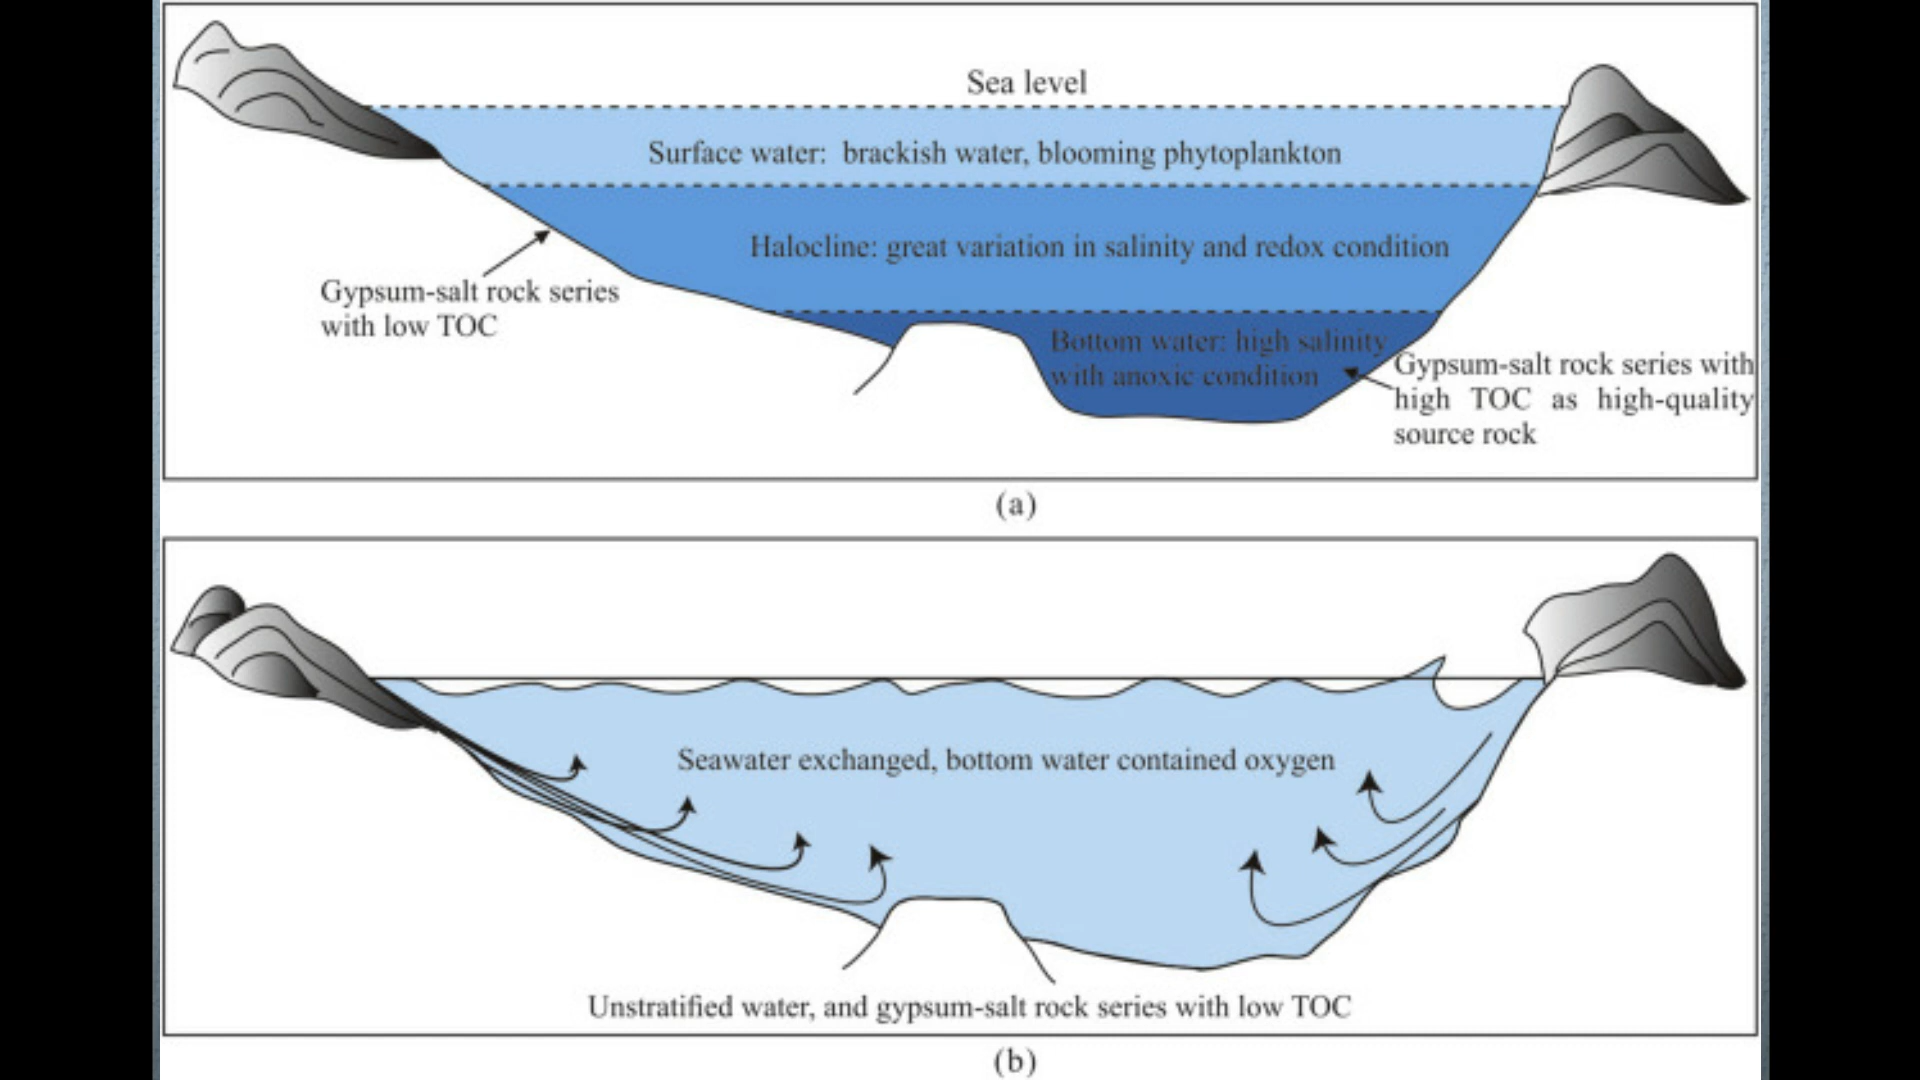 Sea level
Surface water: brackish water, blooming phytoplankton
Halocline: great variation in salinity and redox condition
Gypsum-salt rock series
with low TOC
Bottom water: high salinity
with anoxic condition
Gypsum-salt rock series with
high TOC as high-quality
source rock
(a)
Seawater exchanged, bottom water contained oxygen
Unstratified water, and gypsum-salt rock series with low TOC
(b)